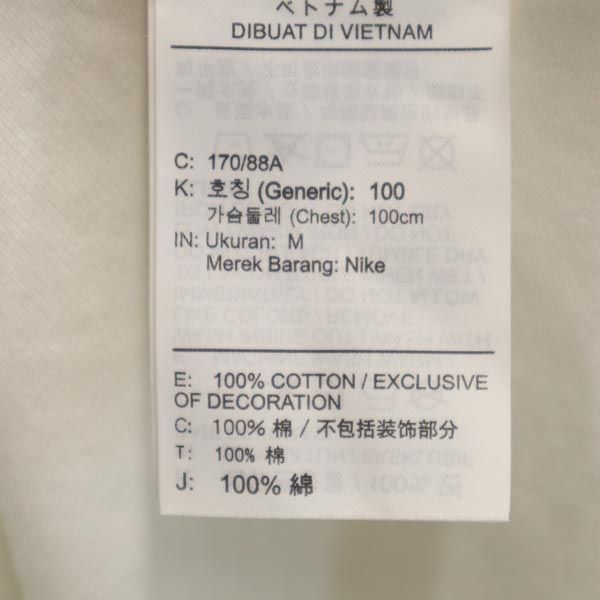 ベトナム製
DIBUAT DI VIETNAM
C: 170/88A
K: 호칭 (Generic): 100
가슴둘레 (Chest): 100cm
IN: Ukuran: M
Merek Barang: Nike
E: 100% COTTON / EXCLUSIVE
OF DECORATION
C: 100% 棉 / 不包括装饰部分
T: 100% 棉
J: 100% 綿